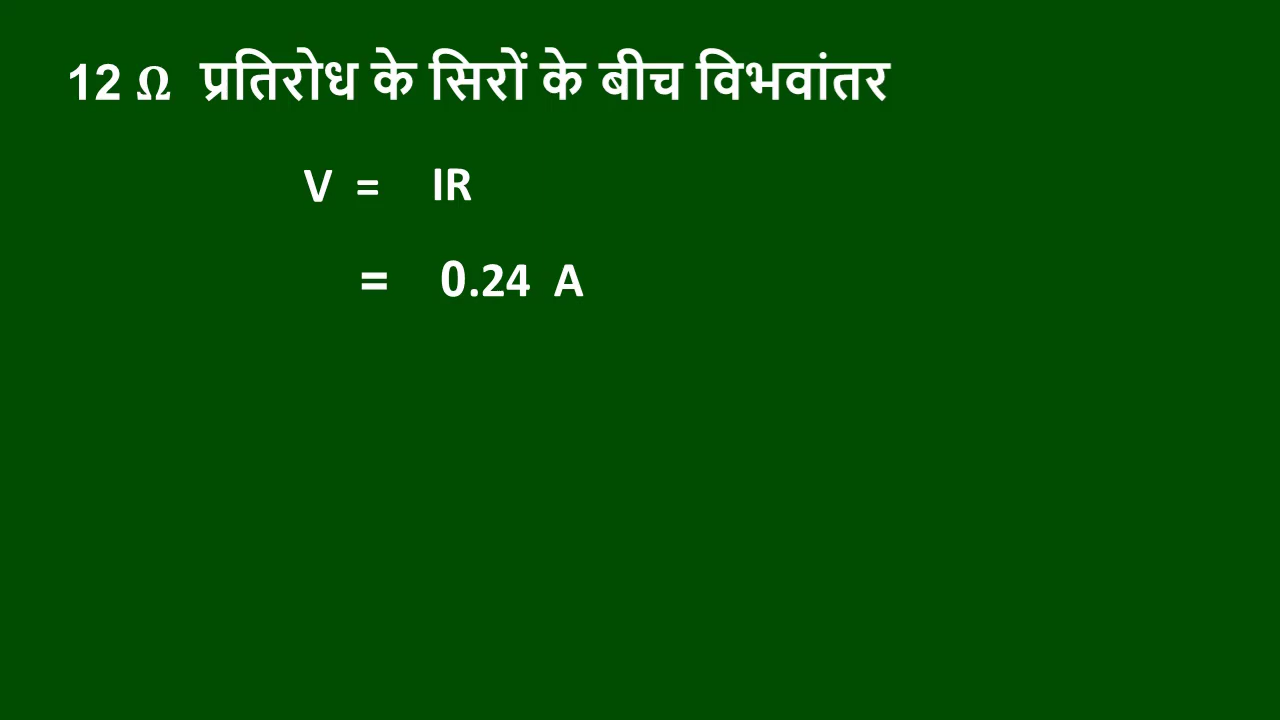 12 Ω प्रतिरोध के सिरों के बीच विभवांतर
V = IR
= 0.24 A